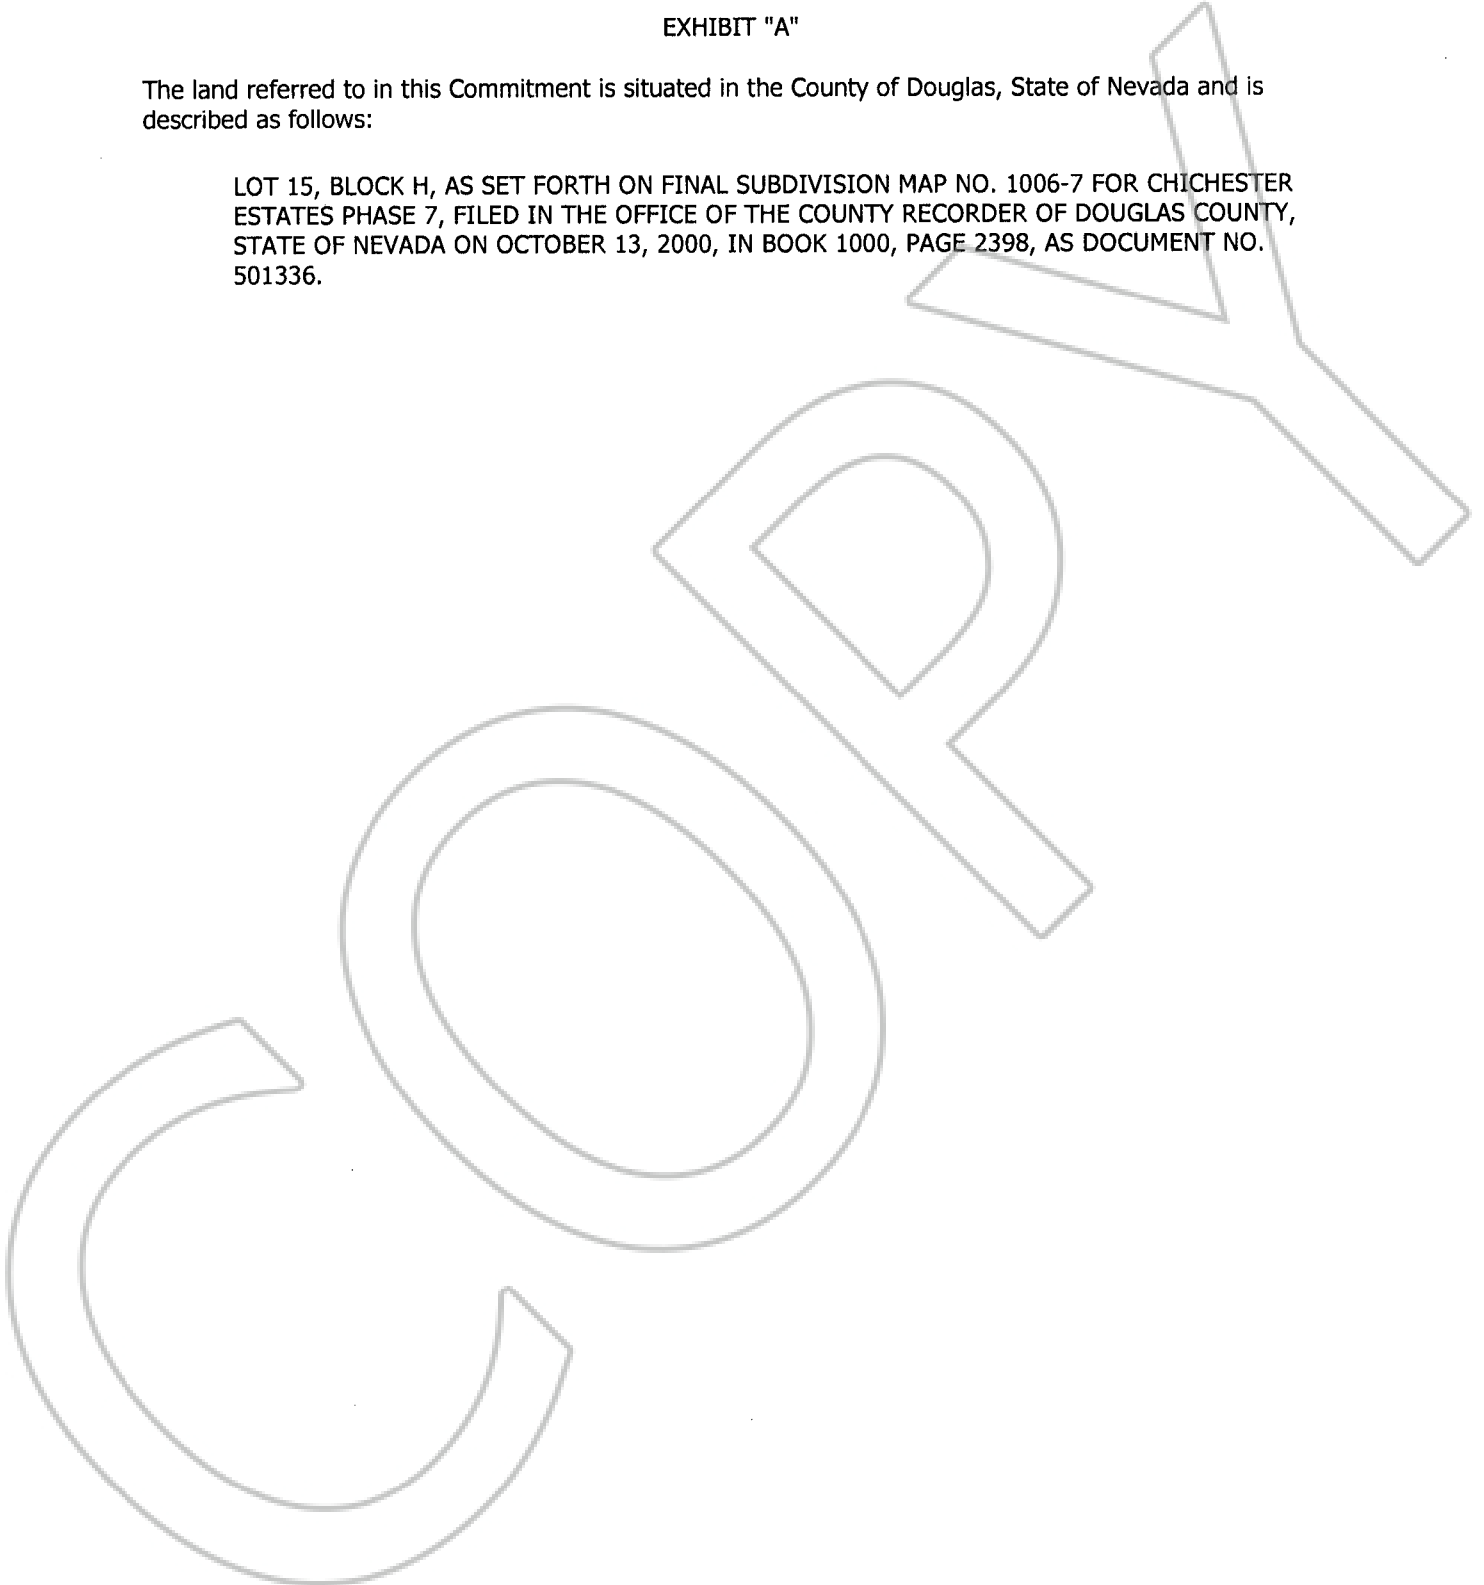 EXHIBIT "A"
The land referred to in this Commitment is situated in the County of Douglas, State of Nevada and is
described as follows:
LOT 15, BLOCK H, AS SET FORTH ON FINAL SUBDIVISION MAP NO. 1006-7 FOR CHICHESTER
ESTATES PHASE 7, FILED IN THE OFFICE OF THE COUNTY RECORDER OF DOUGLAS COUNTY,
STATE OF NEVADA ON OCTOBER 13, 2000, IN BOOK 1000, PAGE 2398, AS DOCUMENT NO.
501336.
COPY